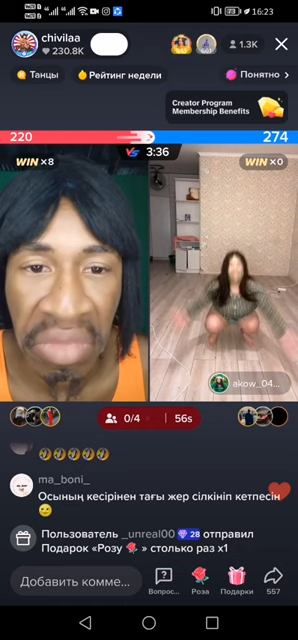 16:23
chivilaa
230.8K
1.3K
Танцы
Рейтинг недели
Понятно >
Creator Program
Membership Benefits
220
274
WIN ×8
VS 3:36
WIN ×0
akow_04...
0/4 | 56s
ma_boni_
Осының кесірінен тағы жер сілкініп кетпесін
Пользователь _unreal00 28 отправил
Подарок «Розу 🌹 » столько раз x1
Добавить комме...
Вопрос...
Роза
Подарки
557